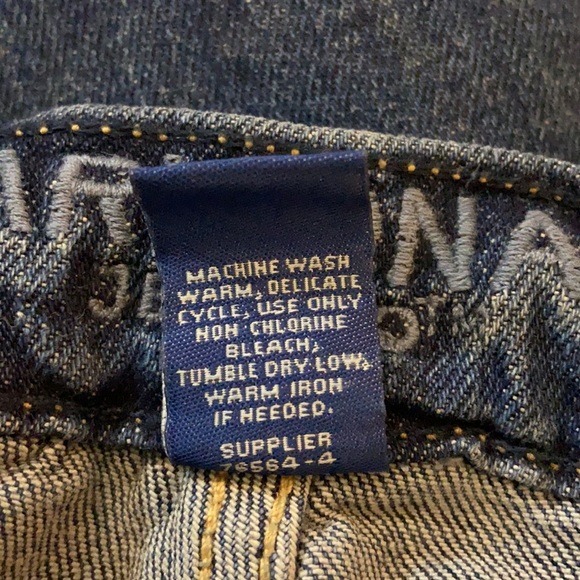 MACHINE WASH
WARM, DELICATE
CYCLE, USE ONLY
NON CHLORINE
BLEACH,
TUMBLE DRY LOW,
WARM IRON
IF NEEDED.
SUPPLIER
76564-4